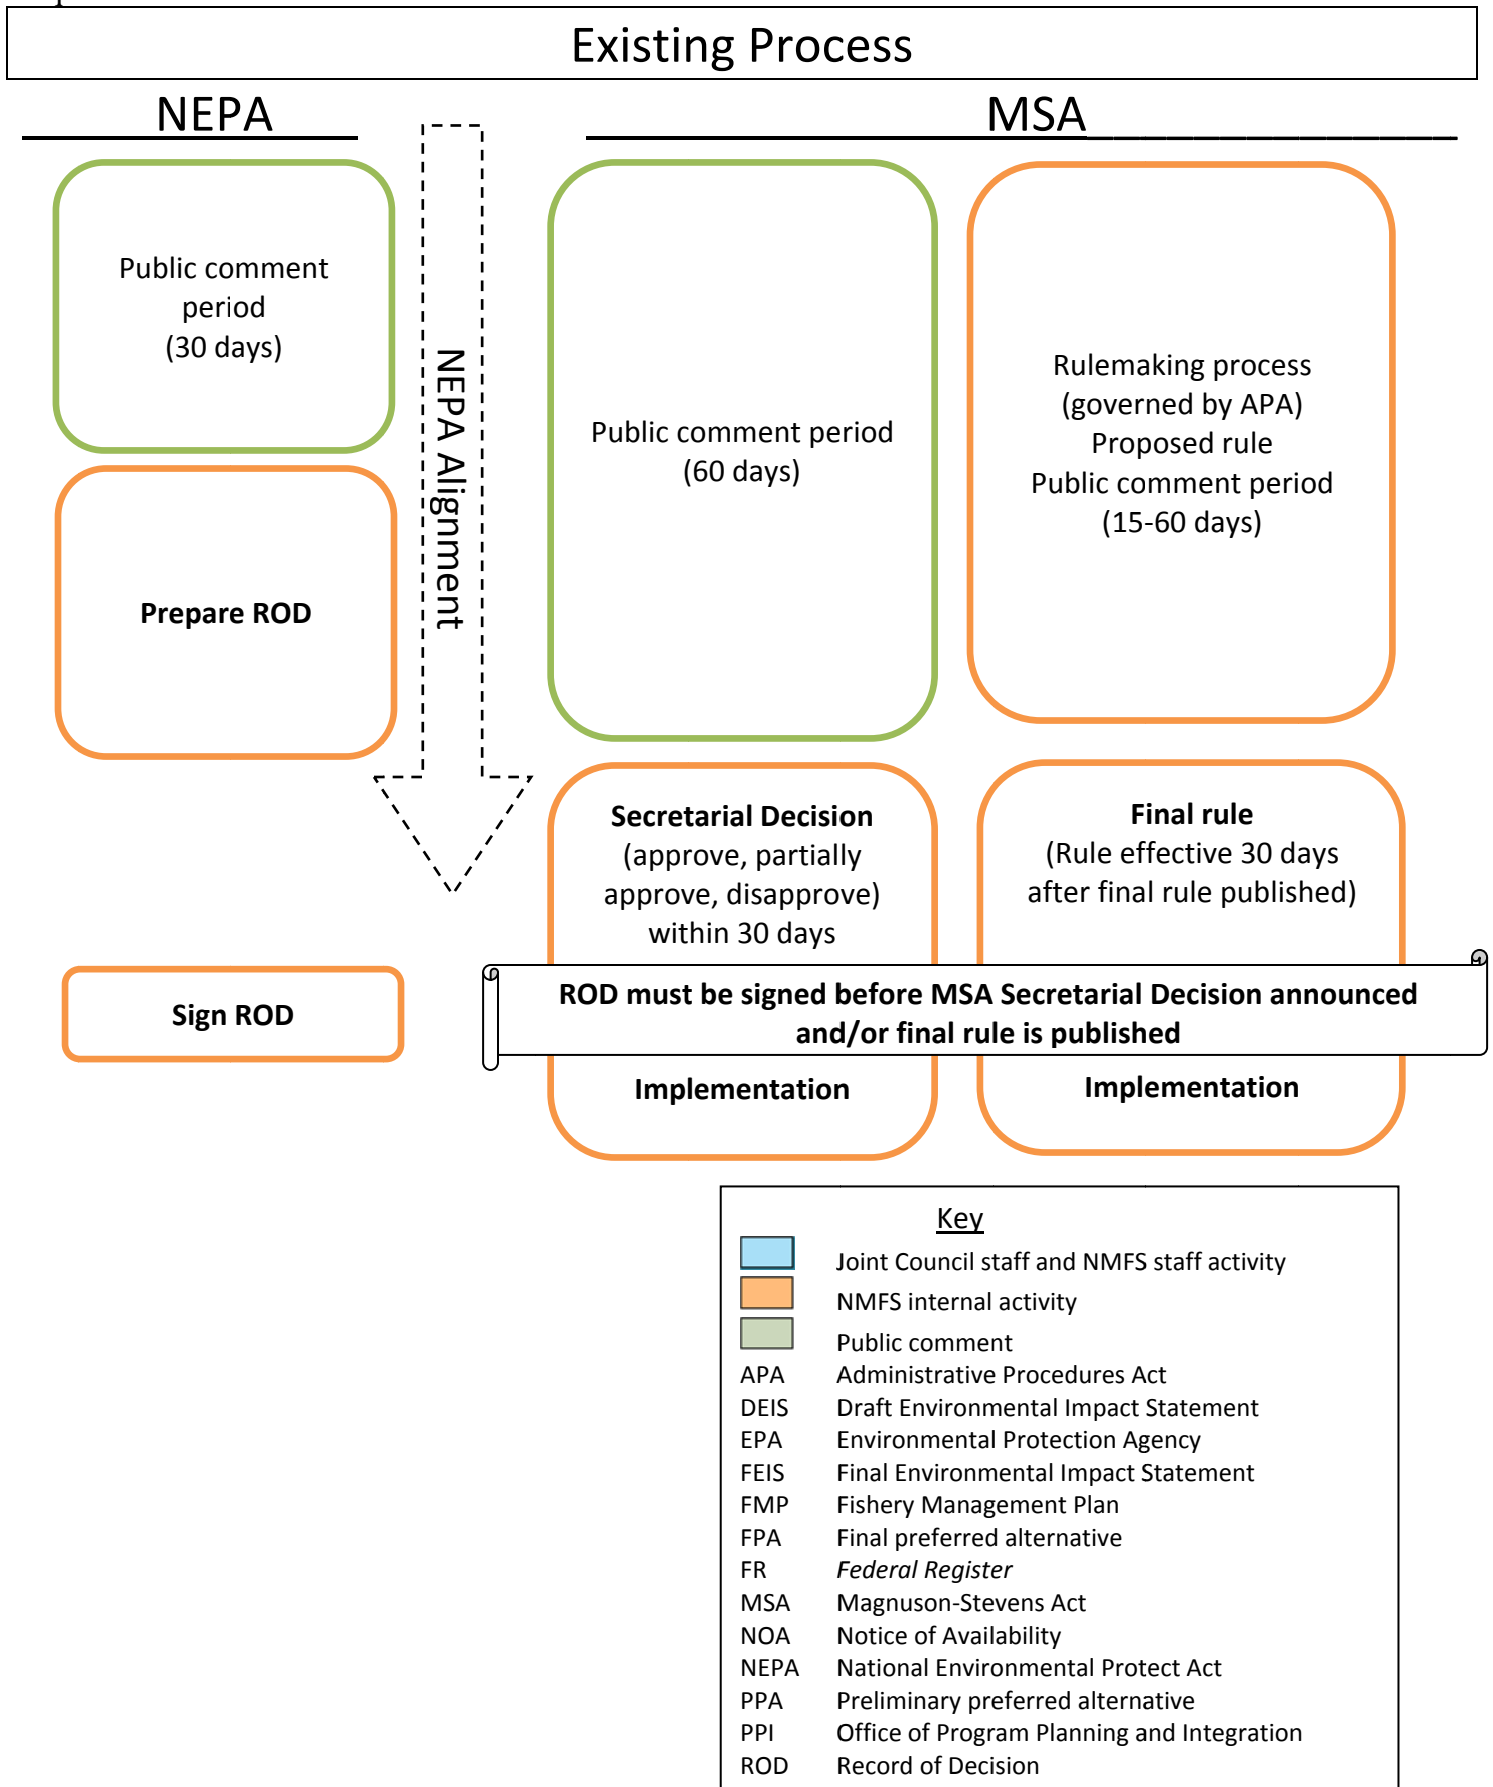 Existing Process
NEPA
MSA
Public comment
period
(30 days)
Prepare ROD
NEPA Alignment
Public comment period
(60 days)
Rulemaking process
(governed by APA)
Proposed rule
Public comment period
(15-60 days)
Secretarial Decision
(approve, partially
approve, disapprove)
within 30 days
Final rule
(Rule effective 30 days
after final rule published)
Sign ROD
ROD must be signed before MSA Secretarial Decision announced
and/or final rule is published
Implementation
Implementation
Key
Joint Council staff and NMFS staff activity
NMFS internal activity
Public comment
APA Administrative Procedures Act
DEIS Draft Environmental Impact Statement
EPA Environmental Protection Agency
FEIS Final Environmental Impact Statement
FMP Fishery Management Plan
FPA Final preferred alternative
FR Federal Register
MSA Magnuson-Stevens Act
NOA Notice of Availability
NEPA National Environmental Protect Act
PPA Preliminary preferred alternative
PPI Office of Program Planning and Integration
ROD Record of Decision